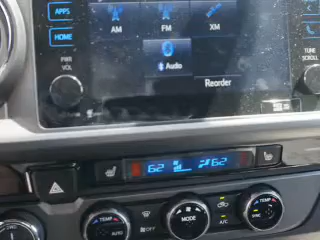 APPS
HOME
AM FM XM
Audio
Reorder
PWR
VOL
TUNE
SCROLL
62 62
TEMP MODE TEMP
AUTO OFF A/C